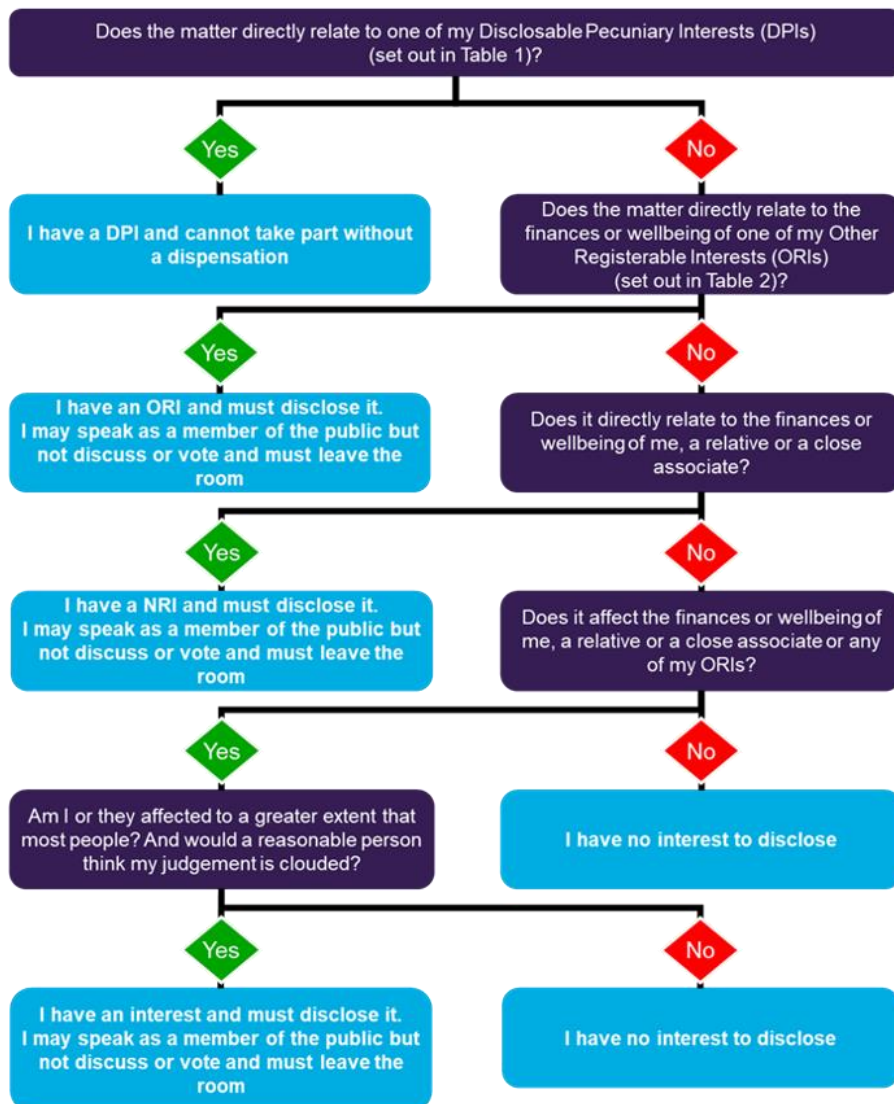 Does the matter directly relate to one of my Disclosable Pecuniary Interests (DPIs)
(set out in Table 1)?
Yes
No
I have a DPI and cannot take part without
a dispensation
Does the matter directly relate to the
finances or wellbeing of one of my Other
Registerable Interests (ORIs)
(set out in Table 2)?
Yes
No
I have an ORI and must disclose it.
I may speak as a member of the public but
not discuss or vote and must leave the
room
Does it directly relate to the finances or
wellbeing of me, a relative or a close
associate?
Yes
No
I have a NRI and must disclose it.
I may speak as a member of the public but
not discuss or vote and must leave the
room
Does it affect the finances or wellbeing of
me, a relative or a close associate or any
of my ORIs?
Yes
No
Am I or they affected to a greater extent that
most people? And would a reasonable person
think my judgement is clouded?
I have no interest to disclose
Yes
No
I have an interest and must disclose it.
I may speak as a member of the public but
not discuss or vote and must leave the
room
I have no interest to disclose